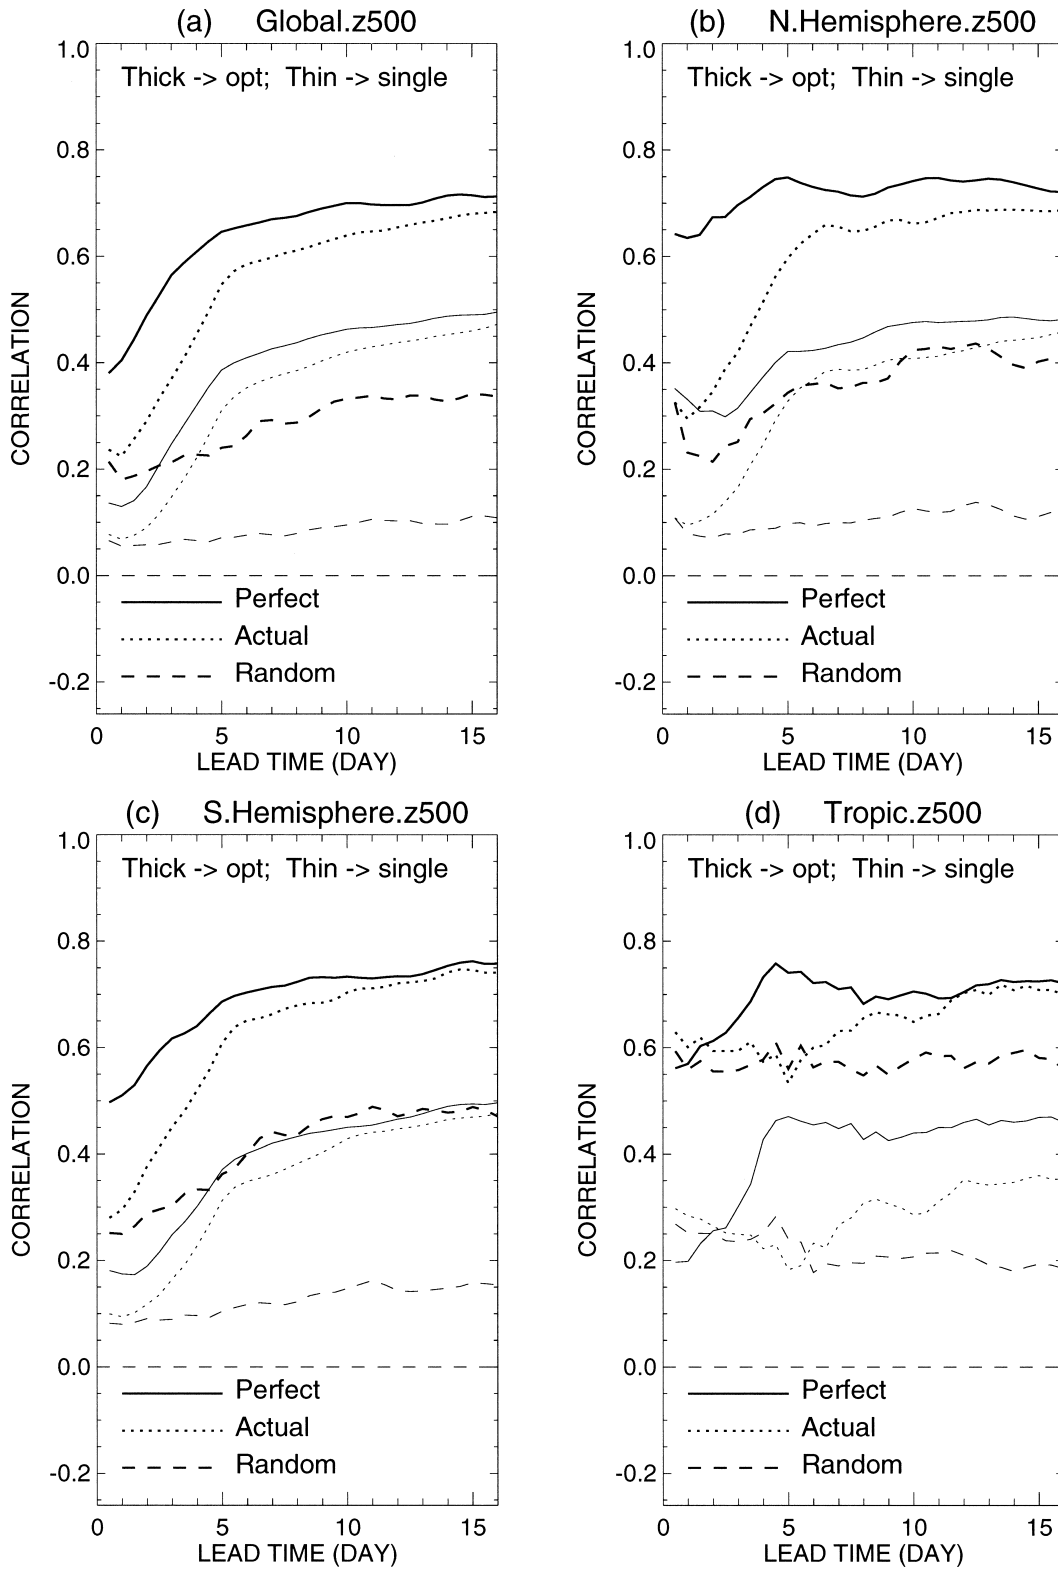 (a) Global.z500
1.0
Thick -> opt; Thin -> single
0.8
0.6
0.4
0.2
0.0
-0.2
CORRELATION
Perfect
Actual
Random
0 5 10 15
LEAD TIME (DAY)
(b) N.Hemisphere.z500
1.0
Thick -> opt; Thin -> single
0.8
0.6
0.4
0.2
0.0
-0.2
CORRELATION
Perfect
Actual
Random
0 5 10 15
LEAD TIME (DAY)
(c) S.Hemisphere.z500
1.0
Thick -> opt; Thin -> single
0.8
0.6
0.4
0.2
0.0
-0.2
CORRELATION
Perfect
Actual
Random
0 5 10 15
LEAD TIME (DAY)
(d) Tropic.z500
1.0
Thick -> opt; Thin -> single
0.8
0.6
0.4
0.2
0.0
-0.2
CORRELATION
Perfect
Actual
Random
0 5 10 15
LEAD TIME (DAY)